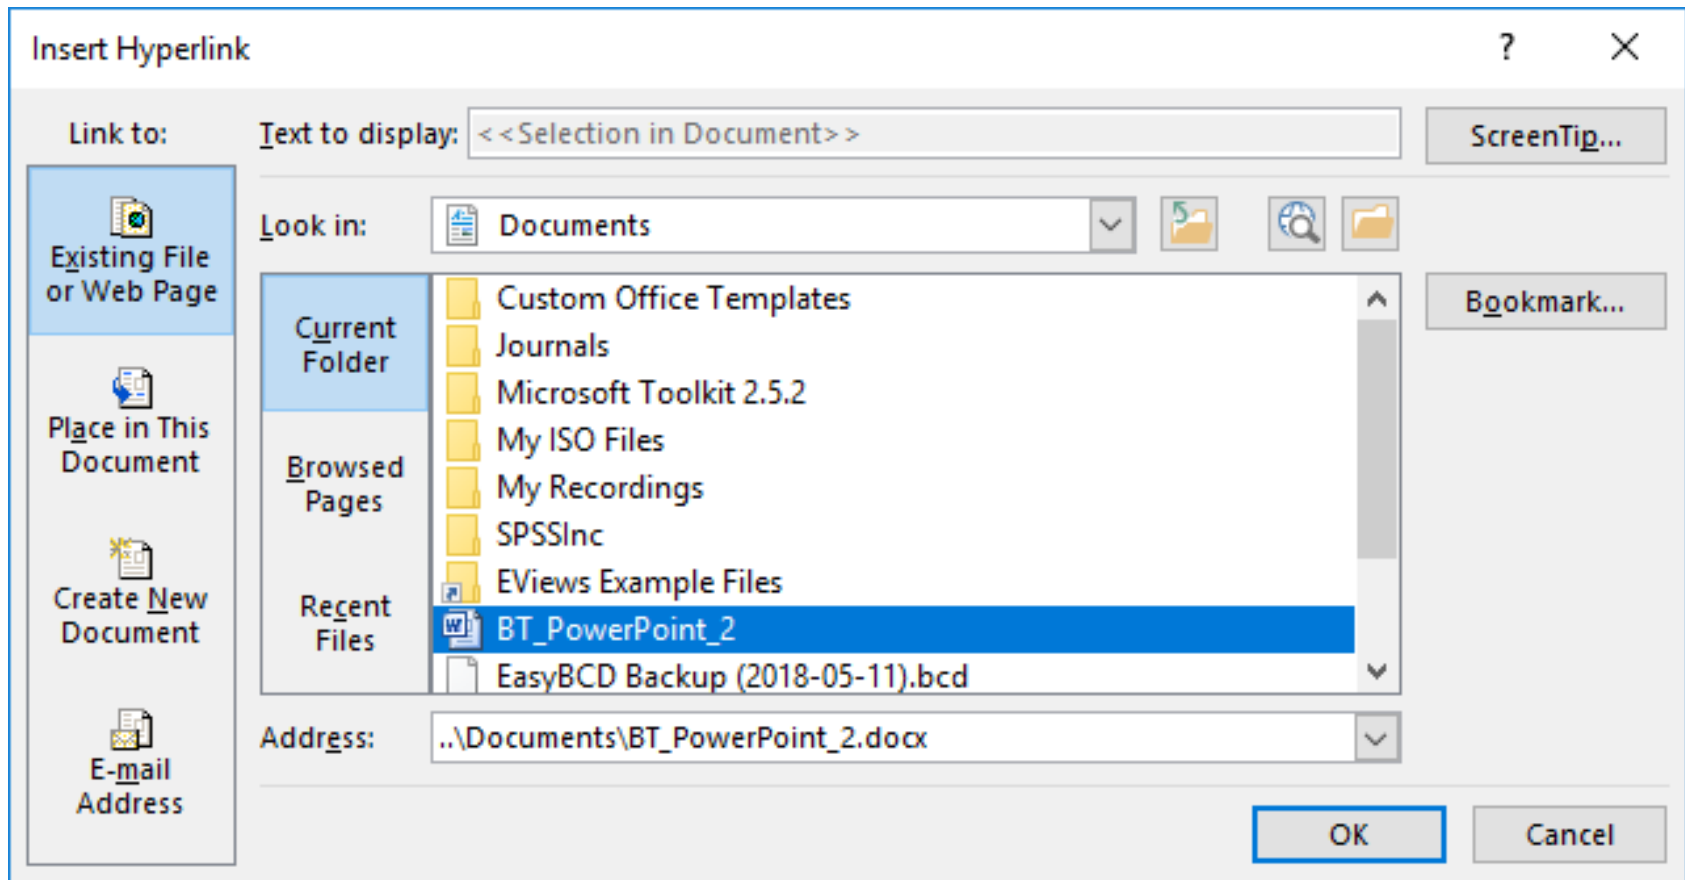 Insert Hyperlink
?
Link to:
Text to display:
<<Selection in Document>>
ScreenTip...
Existing File
or Web Page
Place in This
Document
Create New
Document
E-mail
Address
Look in:
Documents
Current
Folder
Browsed
Pages
Recent
Files
Custom Office Templates
Journals
Microsoft Toolkit 2.5.2
My ISO Files
My Recordings
SPSSInc
EViews Example Files
BT_PowerPoint_2
EasyBCD Backup (2018-05-11).bcd
Bookmark...
Address:
..\Documents\BT_PowerPoint_2.docx
OK
Cancel